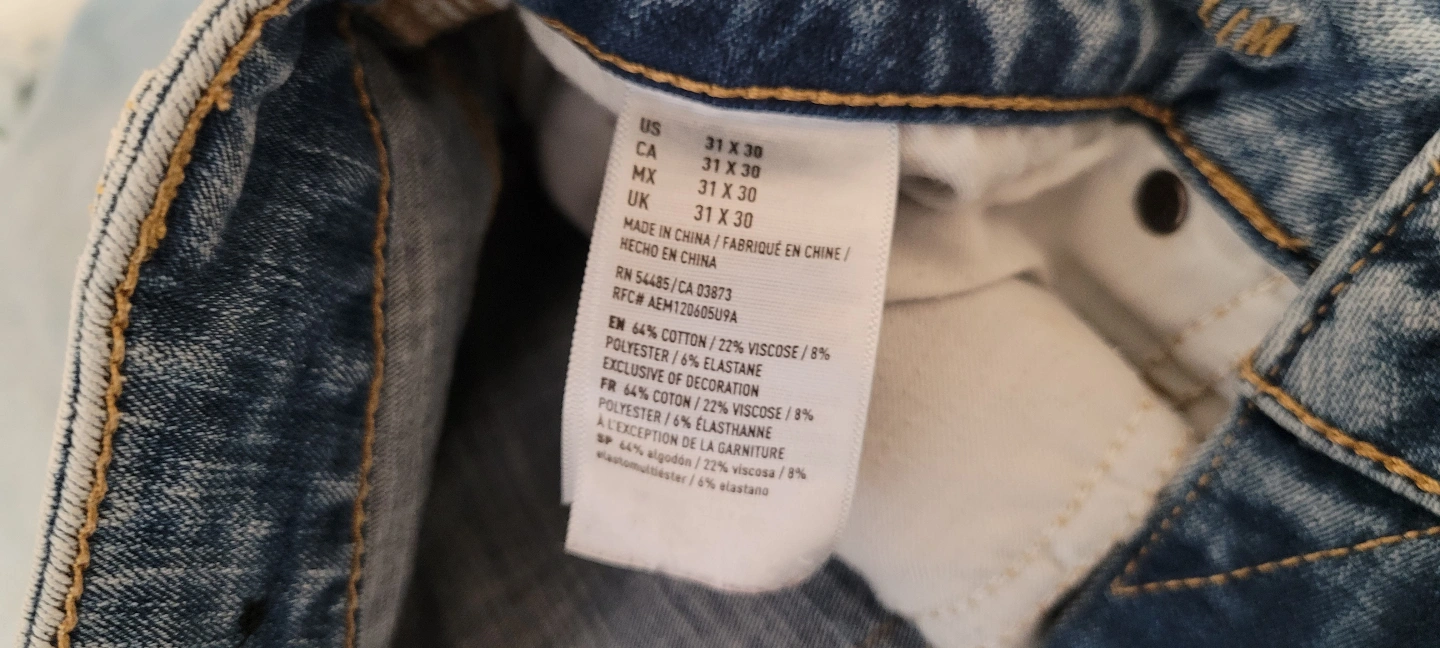 LIM
US 31 X 30
CA 31 X 30
MX 31 X 30
UK 31 X 30
MADE IN CHINA / FABRIQUÉ EN CHINE /
HECHO EN CHINA
RN 54485/CA 03873
RFC# AEM120605U9A
EN 64% COTTON / 22% VISCOSE / 8%
POLYESTER / 6% ELASTANE
EXCLUSIVE OF DECORATION
FR 64% COTON / 22% VISCOSE / 8%
POLYESTER / 6% ÉLASTHANNE
À L'EXCEPTION DE LA GARNITURE
SP 64% algodón / 22% viscosa / 8%
elastomultiéster / 6% elastano